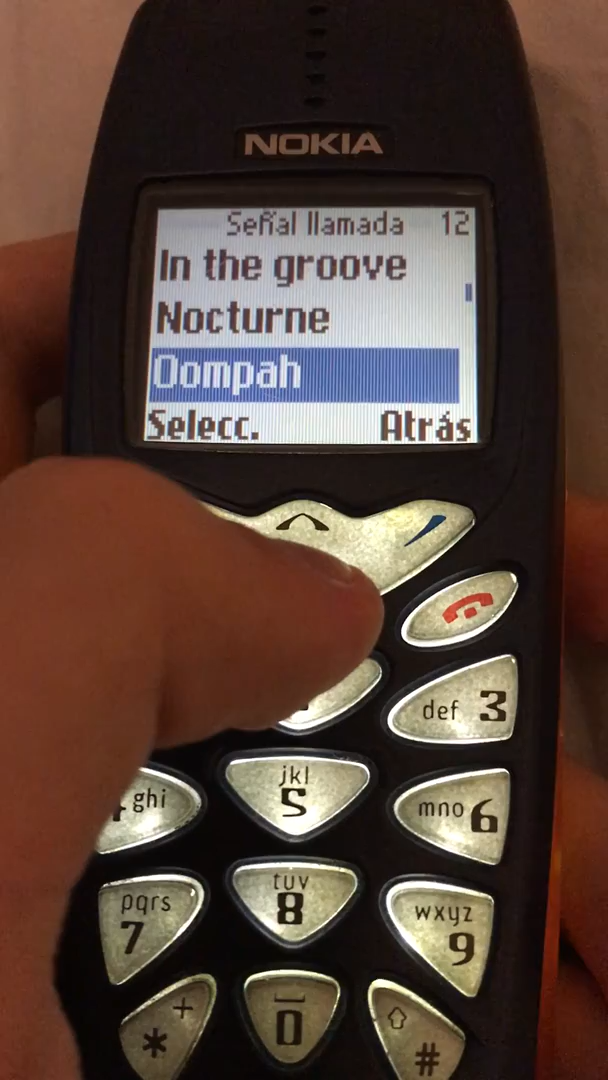 NOKIA
Señal llamada 12
In the groove
Nocturne
Oompah
Selecc. Atrás
def 3
ghi
jkl
5
mno 6
pqrs
7
tuv
8
wxyz
9
+
*
0
#